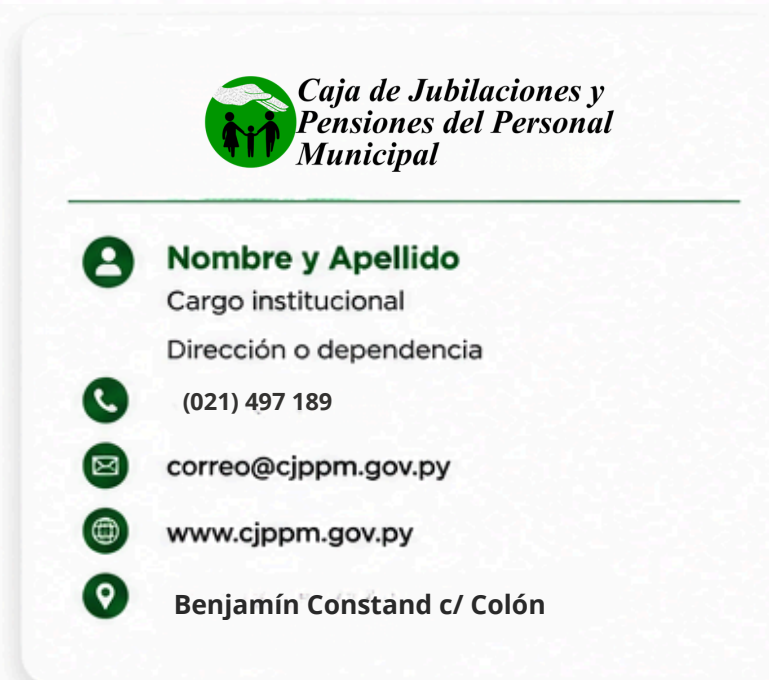 Caja de Jubilaciones y
Pensiones del Personal
Municipal
Nombre y Apellido
Cargo institucional
Dirección o dependencia
(021) 497 189
correo@cjppm.gov.py
www.cjppm.gov.py
Benjamín Constand c/ Colón